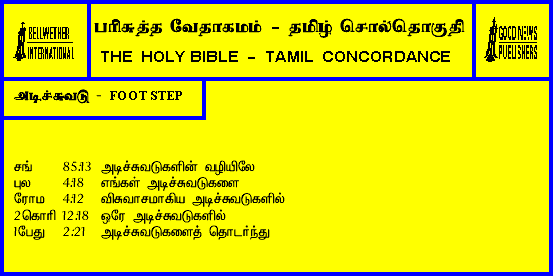 BELLWETHER
INTERNATIONAL
பரிசுத்த வேதாகமம் - தமிழ் சொல்தொகுதி
THE HOLY BIBLE - TAMIL CONCORDANCE
GOOD NEWS
PUBLISHERS
அடிச்சுவடு - FOOT STEP
சங் 85:13 அடிச்சுவடுகளின் வழியிலே
புல 4:18 எங்கள் அடிச்சுவடுகளை
ரோம 4:12 விசுவாசமாகிய அடிச்சுவடுகளில்
2கொரி 12:18 ஒரே அடிச்சுவடுகளில்
1பேது 2:21 அடிச்சுவடுகளைத் தொடர்ந்து